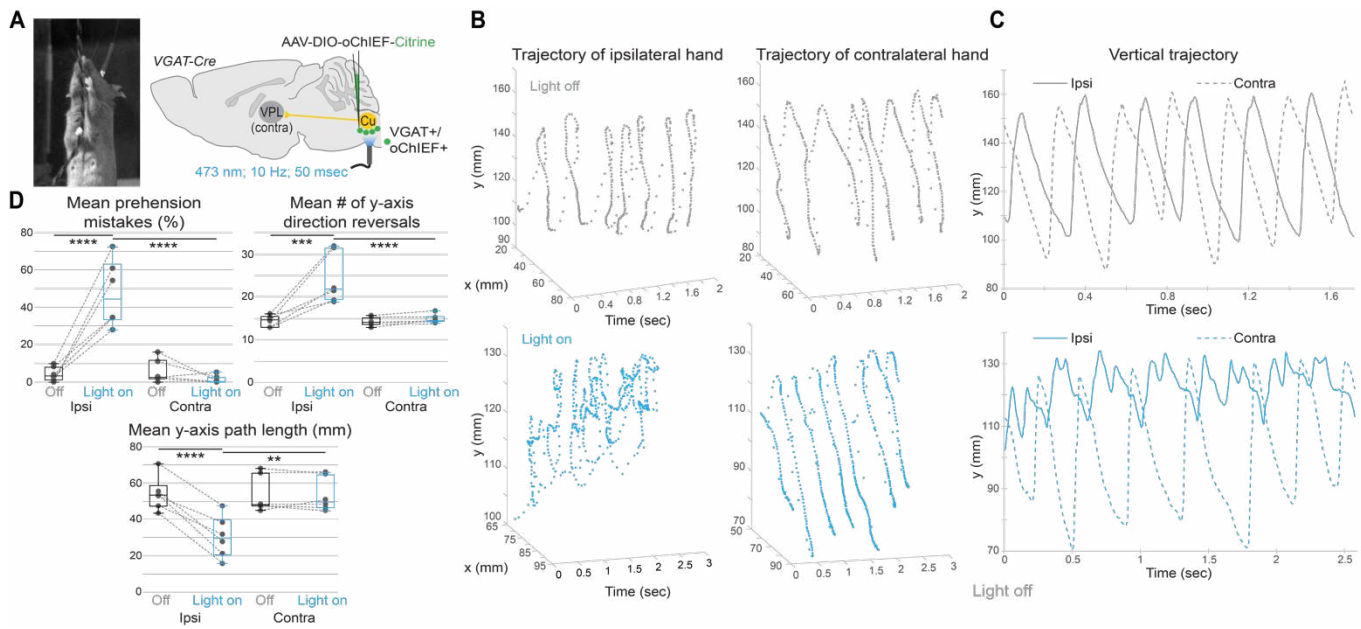 A
VGAT-Cre
AAV-DIO-oChIEF-Citrine
VPL
(contra)
Cu
VGAT+/
oChIEF+
473 nm; 10 Hz; 50 msec
B
Trajectory of ipsilateral hand
Trajectory of contralateral hand
Light off
160
140
120
100
90
y (mm)
20
40
60
80
x (mm)
0
0.4
0.8
1.2
1.6
2
Time (sec)
160
140
120
100
80
y (mm)
20
40
60
0
0.4
0.8
1.2
1.6
2
Time (sec)
Light on
130
120
110
100
y (mm)
65
75
85
95
x (mm)
0
0.5
1
1.5
2
2.5
3
Time (sec)
130
110
90
70
50
y (mm)
50
70
90
0
0.5
1
1.5
2
2.5
3
Time (sec)
C
Vertical trajectory
Ipsi
Contra
160
140
120
100
80
y (mm)
0
0.4
0.8
1.2
1.6
Time (sec)
Ipsi
Contra
130
110
90
70
y (mm)
0
0.5
1
1.5
2
2.5
Time (sec)
Light off
D
Mean prehension
mistakes (%)
80
60
40
20
0
****
****
Off
Light on
Off
Light on
Ipsi
Contra
Mean # of y-axis
direction reversals
30
20
10
0
***
****
Off
Light on
Off
Light on
Ipsi
Contra
Mean y-axis path length (mm)
80
60
40
20
0
****
**
Off
Light on
Off
Light on
Ipsi
Contra